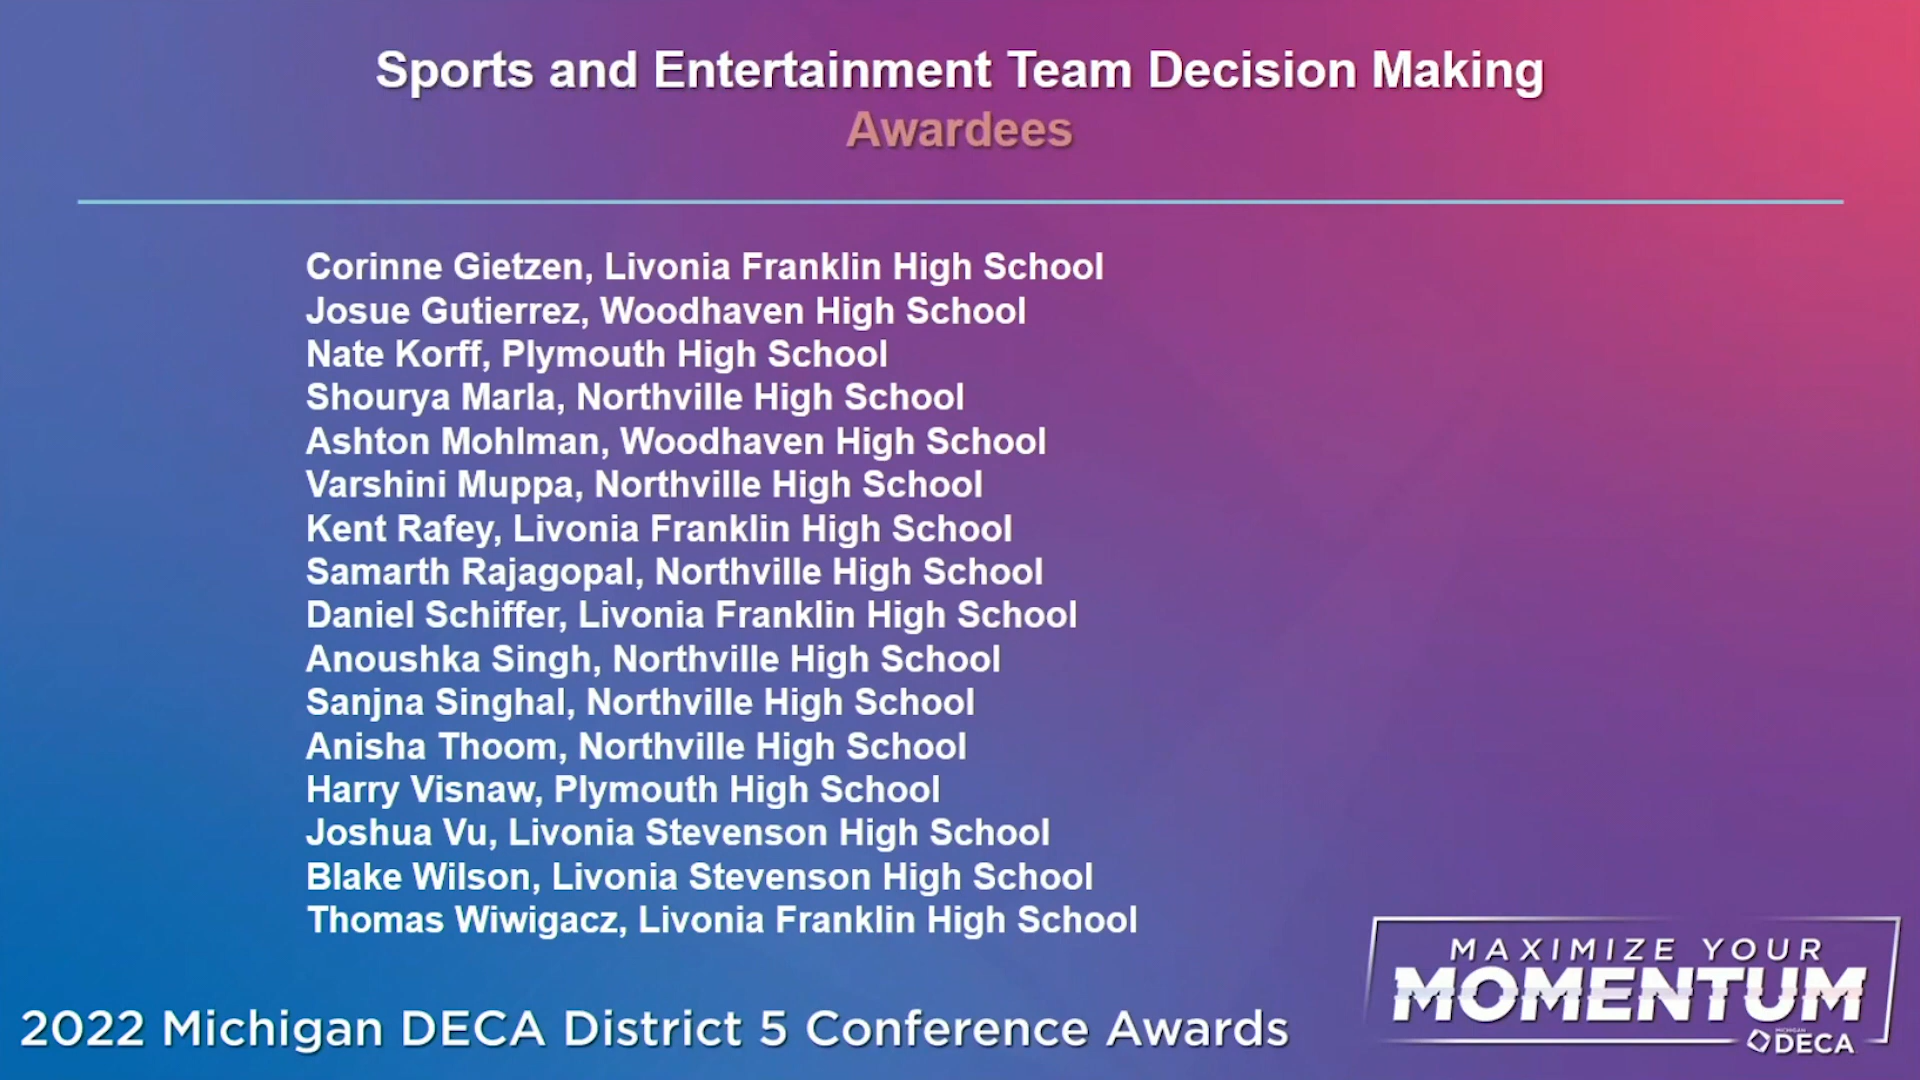 Sports and Entertainment Team Decision Making
Awardees
Corinne Gietzen, Livonia Franklin High School
Josue Gutierrez, Woodhaven High School
Nate Korff, Plymouth High School
Shourya Marla, Northville High School
Ashton Mohlman, Woodhaven High School
Varshini Muppa, Northville High School
Kent Rafey, Livonia Franklin High School
Samarth Rajagopal, Northville High School
Daniel Schiffer, Livonia Franklin High School
Anoushka Singh, Northville High School
Sanjna Singhal, Northville High School
Anisha Thoom, Northville High School
Harry Visnaw, Plymouth High School
Joshua Vu, Livonia Stevenson High School
Blake Wilson, Livonia Stevenson High School
Thomas Wiwigacz, Livonia Franklin High School
MAXIMIZE YOUR
MOMENTUM
MICHIGAN
DECA
2022 Michigan DECA District 5 Conference Awards